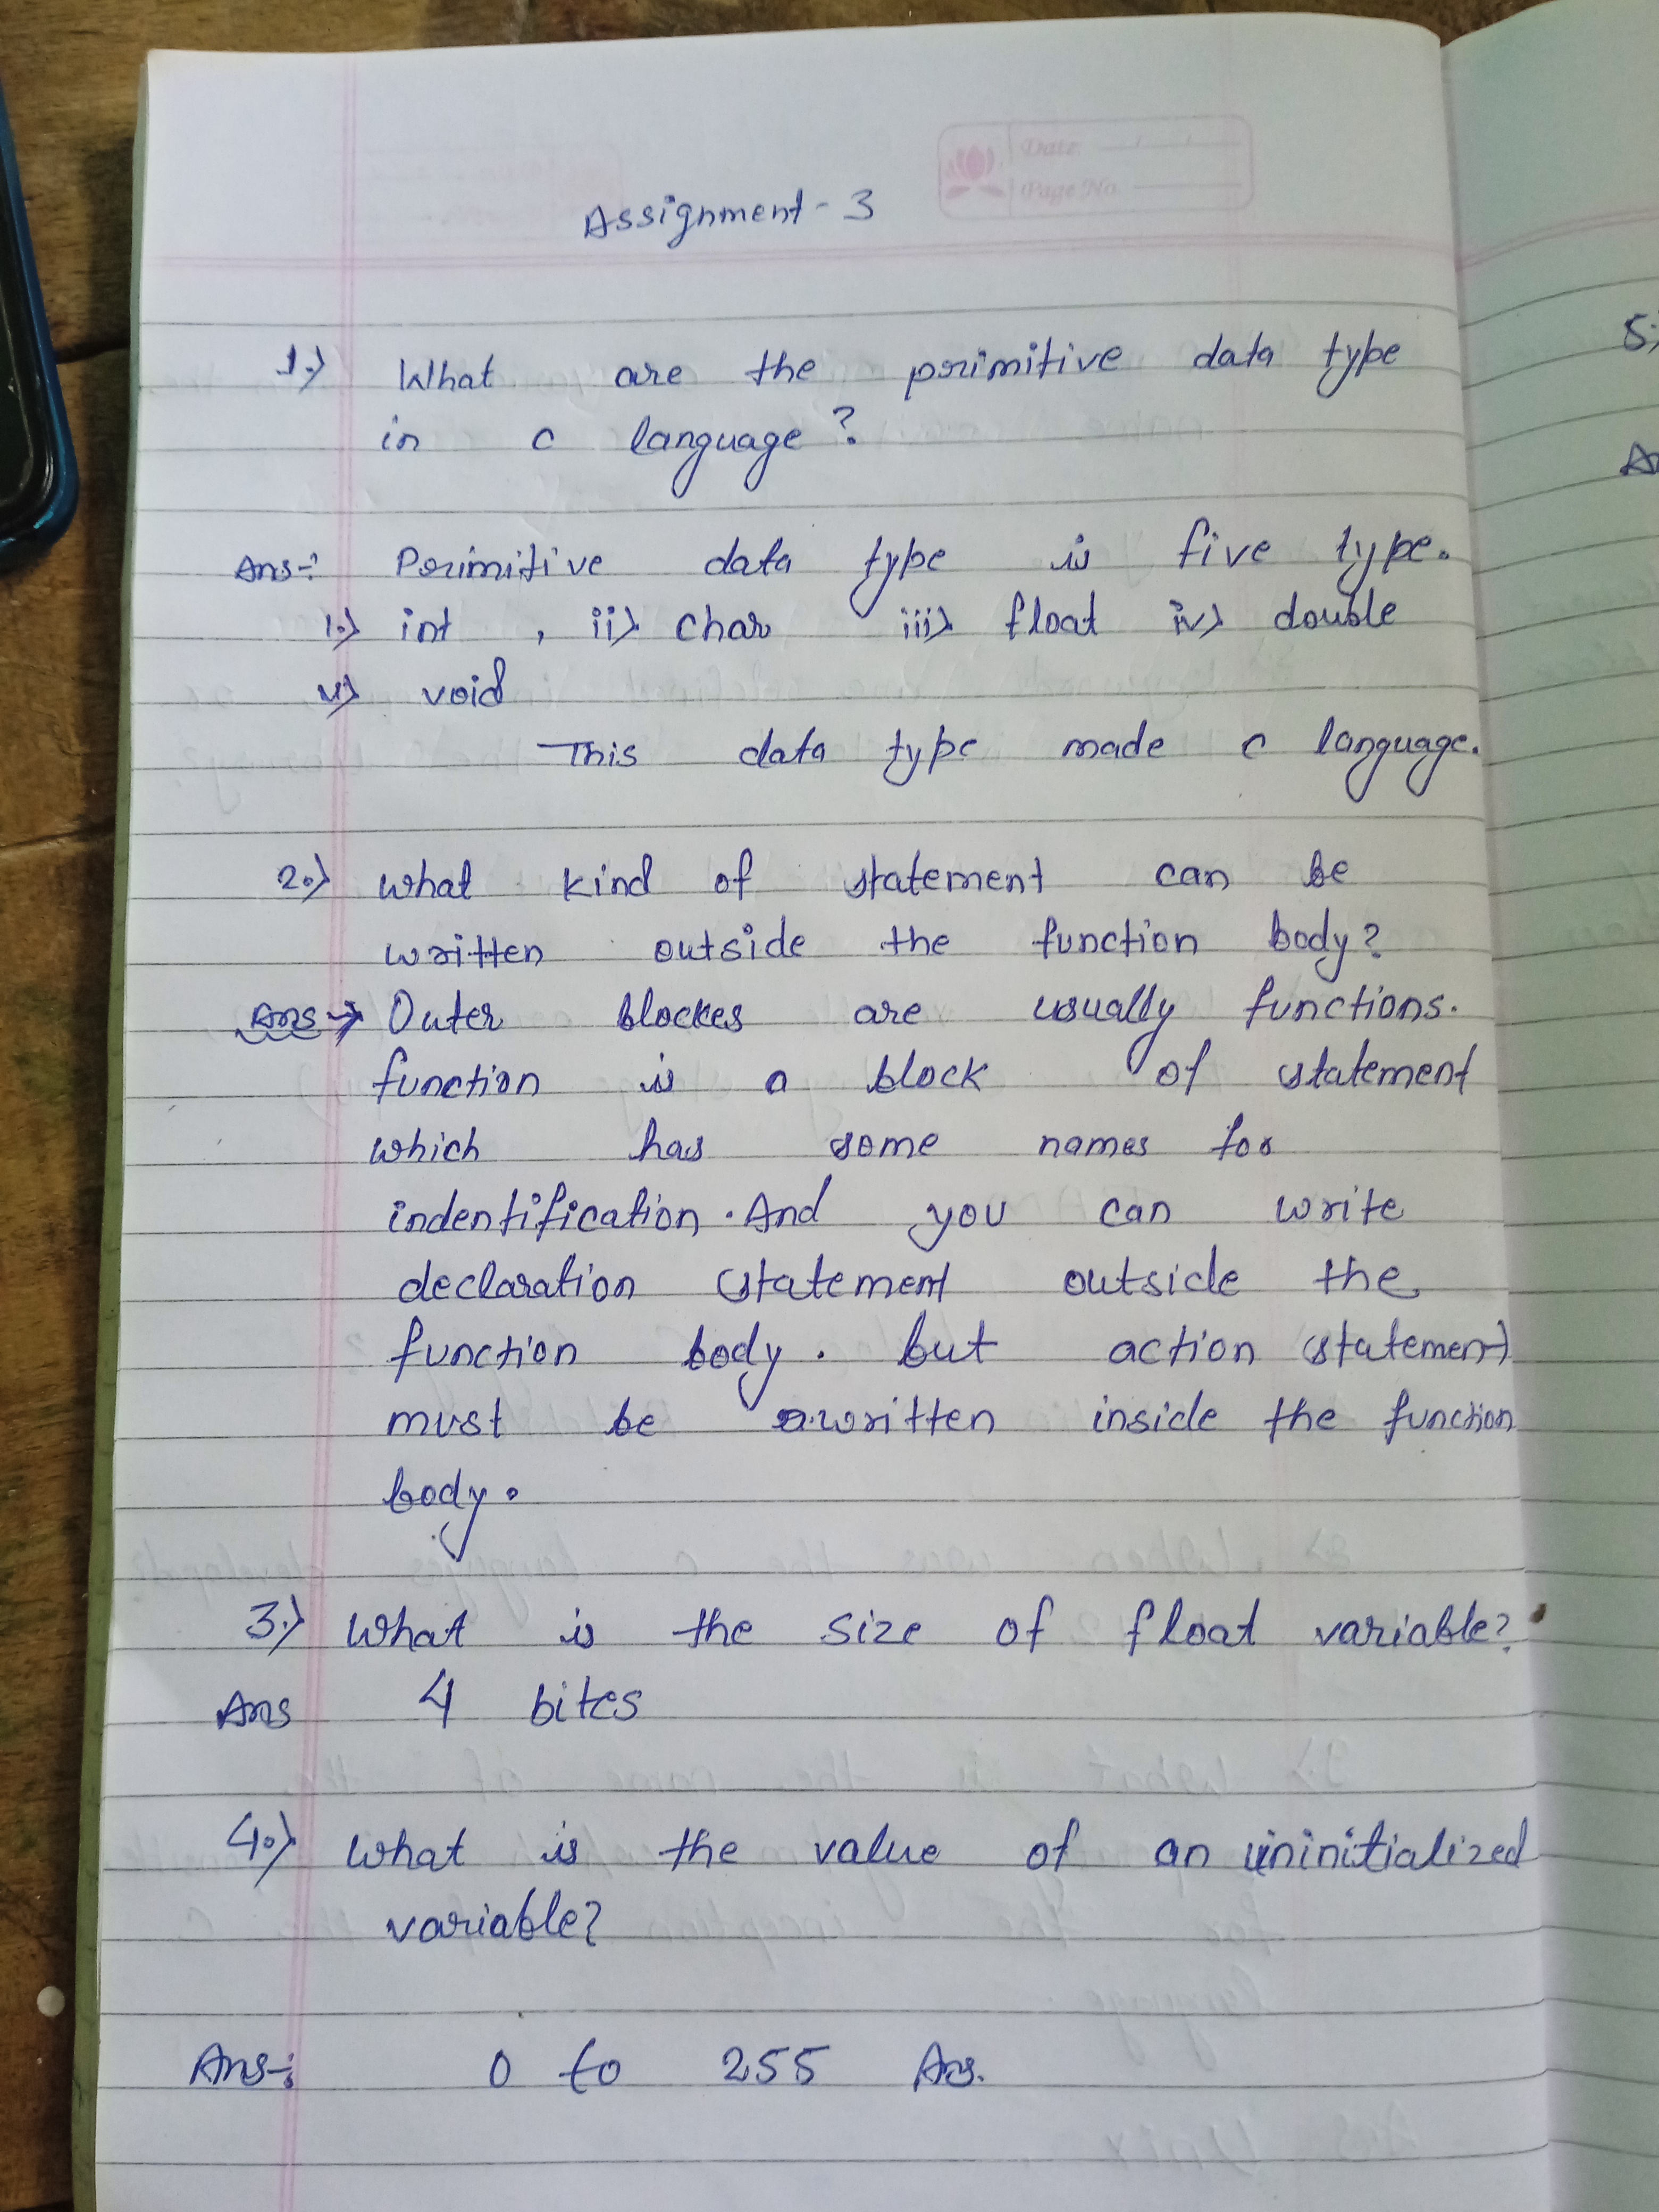 Date: / /
Page No.
Assignment - 3
1.) What are the primitive data type
in c language?
Ans-: Primitive data type is five type.
1.) int , ii) char iii) float iv) double
v) void
This data type made c language.
2.) what kind of statement can be
written outside the function body?
Ans → Outer blockes are usually functions.
function is a block of statement
which has some names for
indentification. And you can write
declaration statement outside the
function body. but action statement
must be written inside the function
body.
3.) What is the size of float variable?
Ans 4 bites
4.) What is the value of an uninitialized
variable?
Ans-: 0 to 255 Ans.
5.)